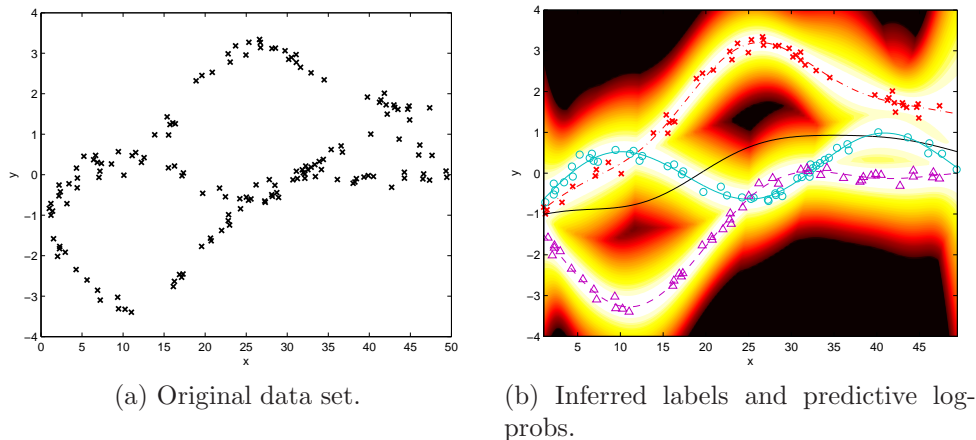 4
3
2
1
0
−1
−2
−3
−4
y
0 5 10 15 20 25 30 35 40 45 50
x
(a) Original data set.
4
3
2
1
0
−1
−2
−3
−4
y
5 10 15 20 25 30 35 40 45
x
(b) Inferred labels and predictive log-
probs.